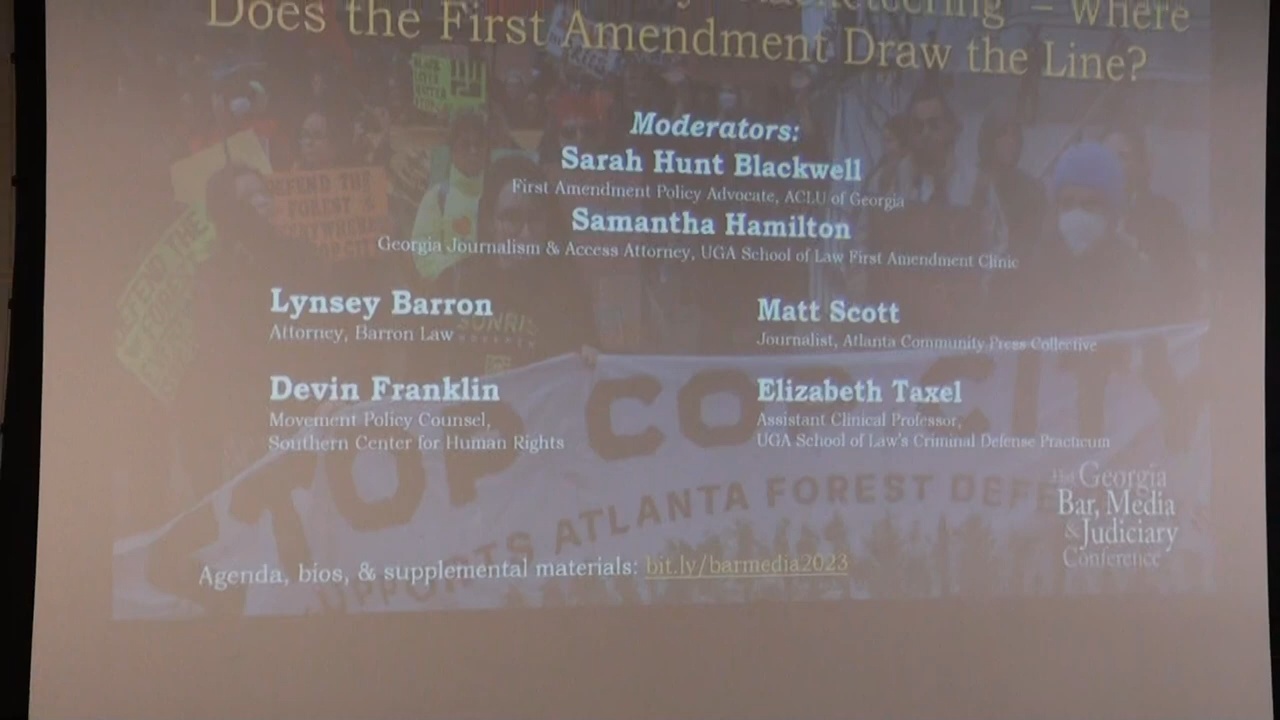 – Where
Does the First Amendment Draw the Line?
Moderators:
Sarah Hunt Blackwell
First Amendment Policy Advocate, ACLU of Georgia
Samantha Hamilton
Georgia Journalism & Access Attorney, UGA School of Law First Amendment Clinic
Lynsey Barron
Attorney, Barron Law
Matt Scott
Journalist, Atlanta Community Press Collective
Devin Franklin
Movement Policy Counsel,
Southern Center for Human Rights
Elizabeth Taxel
Assistant Clinical Professor,
UGA School of Law's Criminal Defense Practicum
DEFEND THE
FOREST
STOP COP CITY
ATLANTA FOREST
Georgia
Bar, Media
& Judiciary
Conference
Agenda, bios, & supplemental materials: bit.ly/barmedia2023